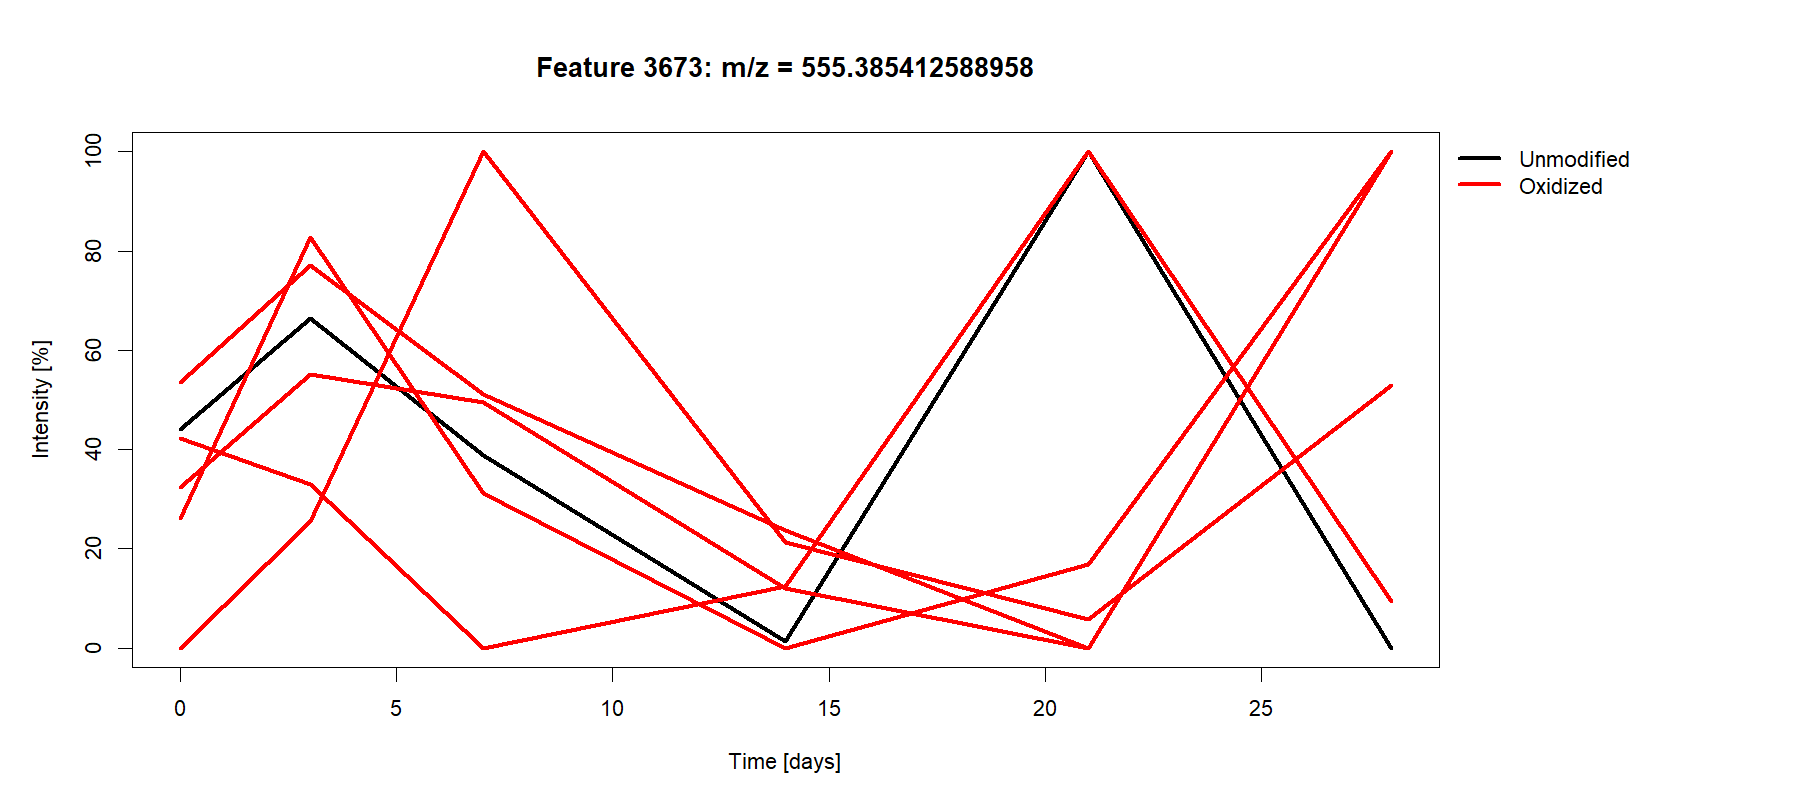 Feature 3673: m/z = 555.385412588958
Unmodified
Oxidized
Intensity [%]
100
80
60
40
20
0
0 5 10 15 20 25
Time [days]